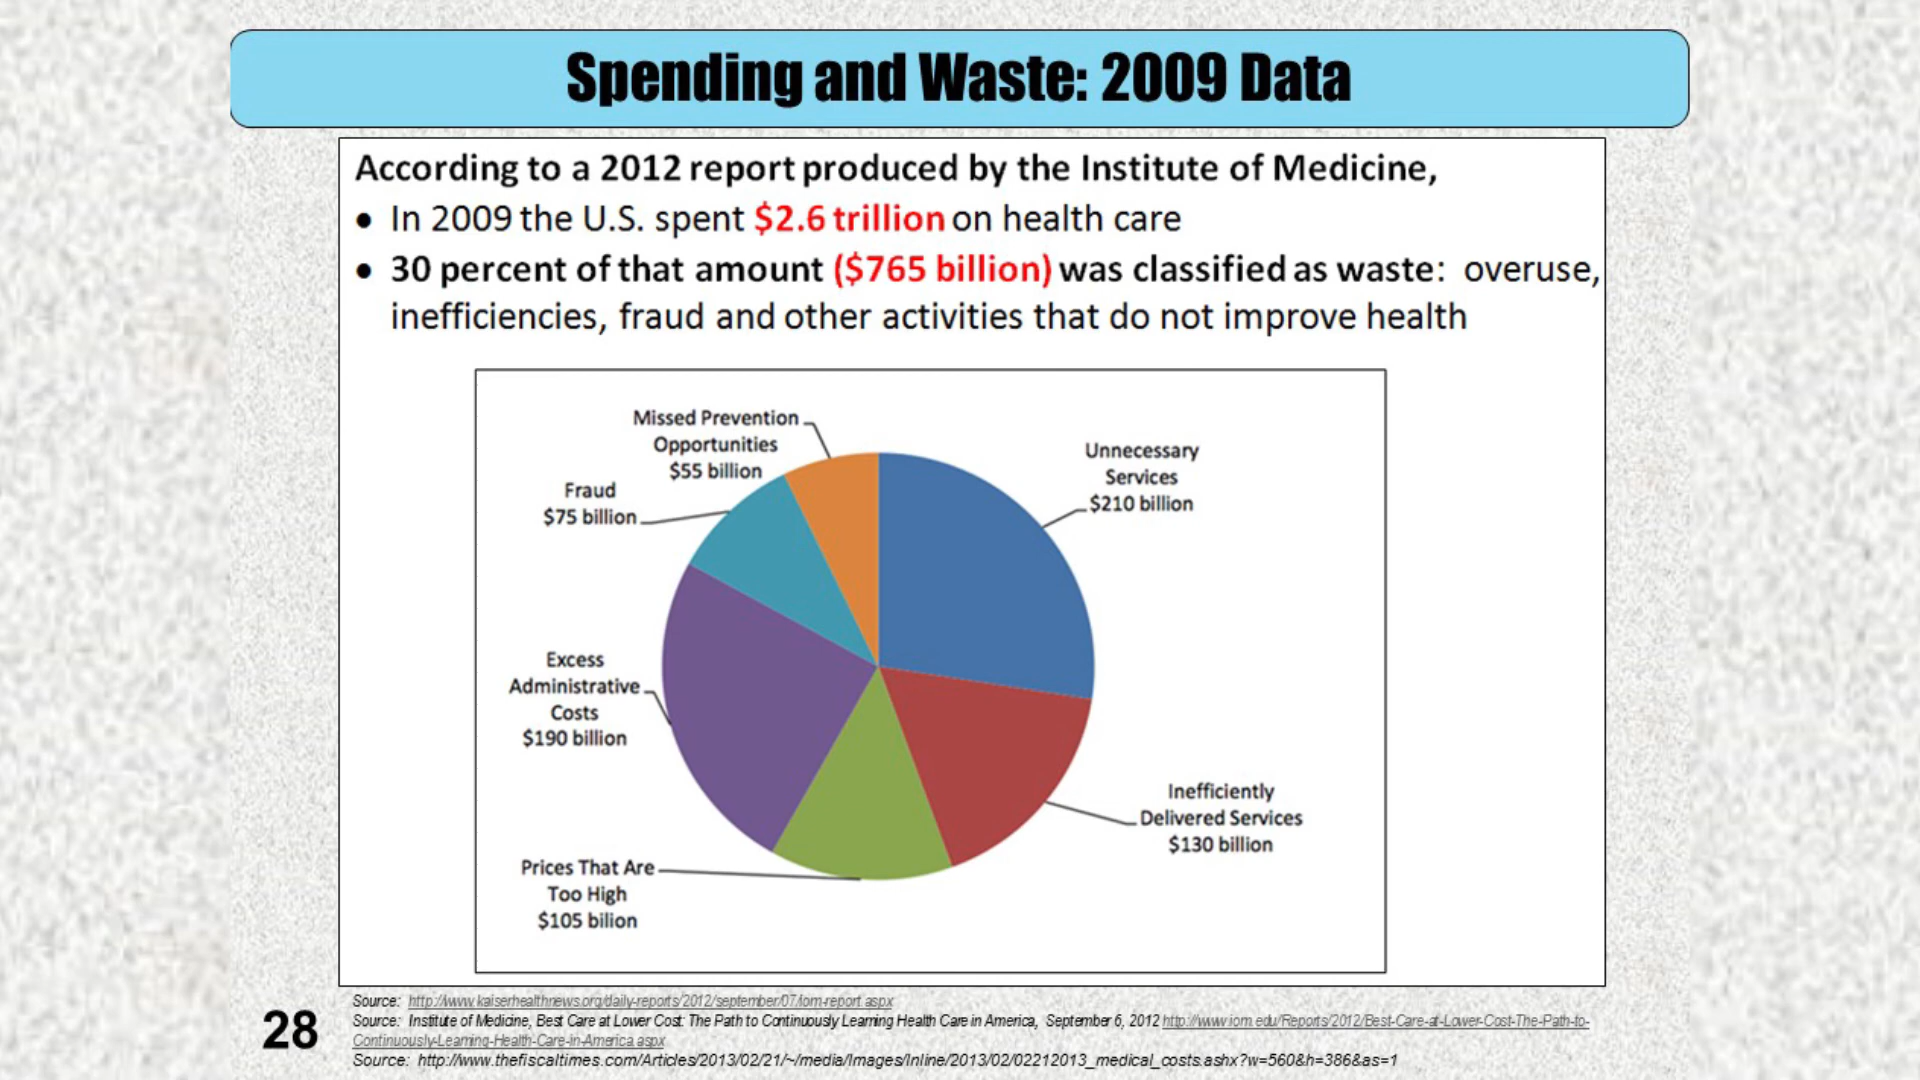 Spending and Waste: 2009 Data
According to a 2012 report produced by the Institute of Medicine,
• In 2009 the U.S. spent $2.6 trillion on health care
• 30 percent of that amount ($765 billion) was classified as waste: overuse,
inefficiencies, fraud and other activities that do not improve health
Missed Prevention
Opportunities
$55 billion
Unnecessary
Services
$210 billion
Fraud
$75 billion
Excess
Administrative
Costs
$190 billion
Inefficiently
Delivered Services
$130 billion
Prices That Are
Too High
$105 bilion
28
Source: http://www.kaiserhealthnews.org/daily-reports/2012/september/07/iom-report.aspx
Source: Institute of Medicine, Best Care at Lower Cost: The Path to Continuously Learning Health Care in America, September 6, 2012 http://www.iom.edu/Reports/2012/Best-Care-at-Lower-Cost-The-Path-to-
Continuously-Learning-Health-Care-in-America.aspx
Source: http://www.thefiscaltimes.com/Articles/2013/02/21/~/media/Images/Inline/2013/02/02212013_medical_costs.ashx?w=560&h=386&as=1